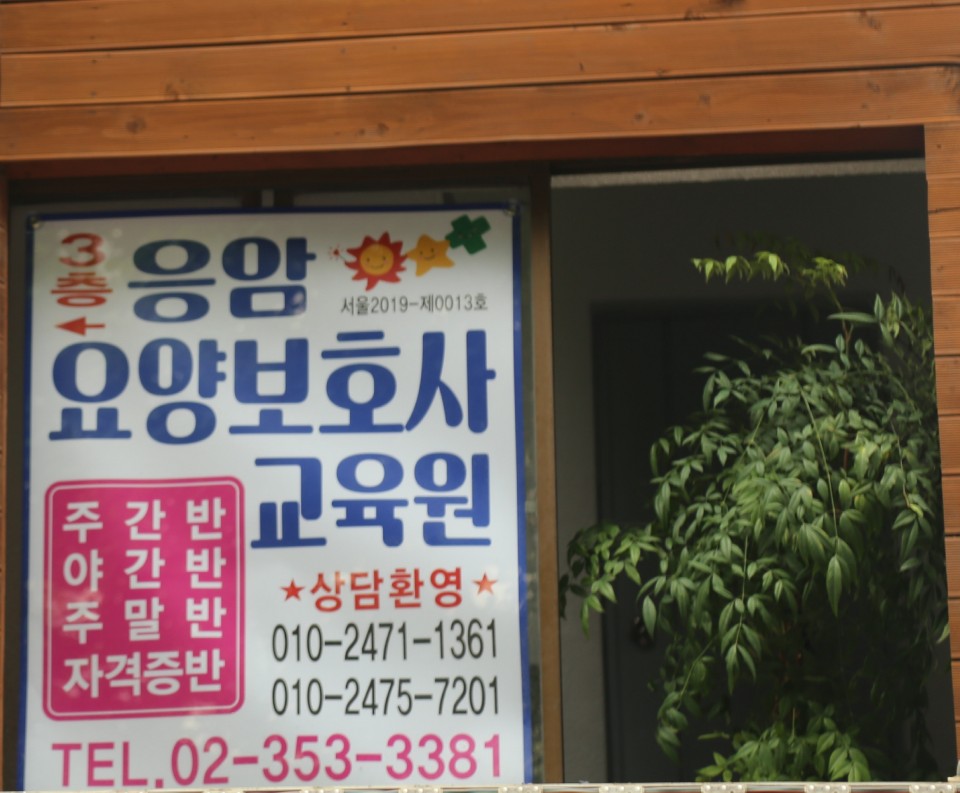 3층
←
응암
서울2019-제0013호
요양보호사
교육원
주간반
야간반
주말반
자격증반
★상담환영★
010-2471-1361
010-2475-7201
TEL.02-353-3381